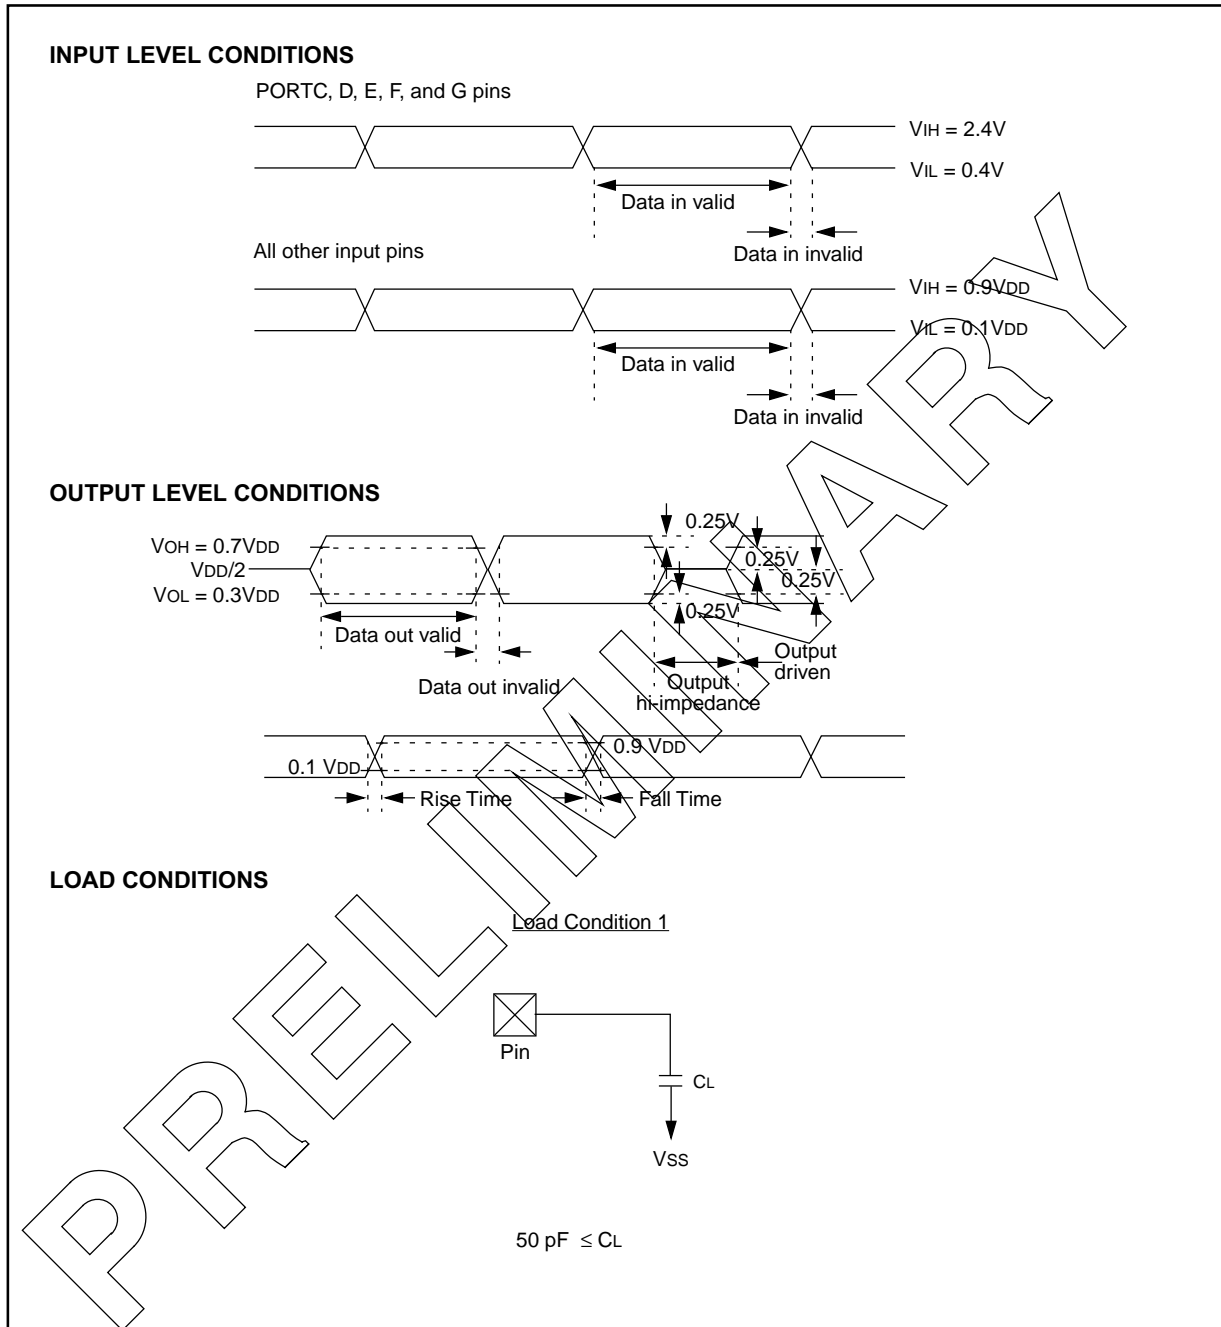 INPUT LEVEL CONDITIONS
PORTC, D, E, F, and G pins
VIH = 2.4V
VIL = 0.4V
Data in valid
Data in invalid
All other input pins
VIH = 0.9VDD
VIL = 0.1VDD
Data in valid
Data in invalid
OUTPUT LEVEL CONDITIONS
0.25V
VOH = 0.7VDD
VDD/2
VOL = 0.3VDD
0.25V
0.25V
0.25V
Data out valid
Data out invalid
Output
driven
Output
hi-impedance
0.9 VDD
0.1 VDD
Rise Time
Fall Time
LOAD CONDITIONS
Load Condition 1
Pin
CL
VSS
50 pF ≤ CL
PRELIMINARY